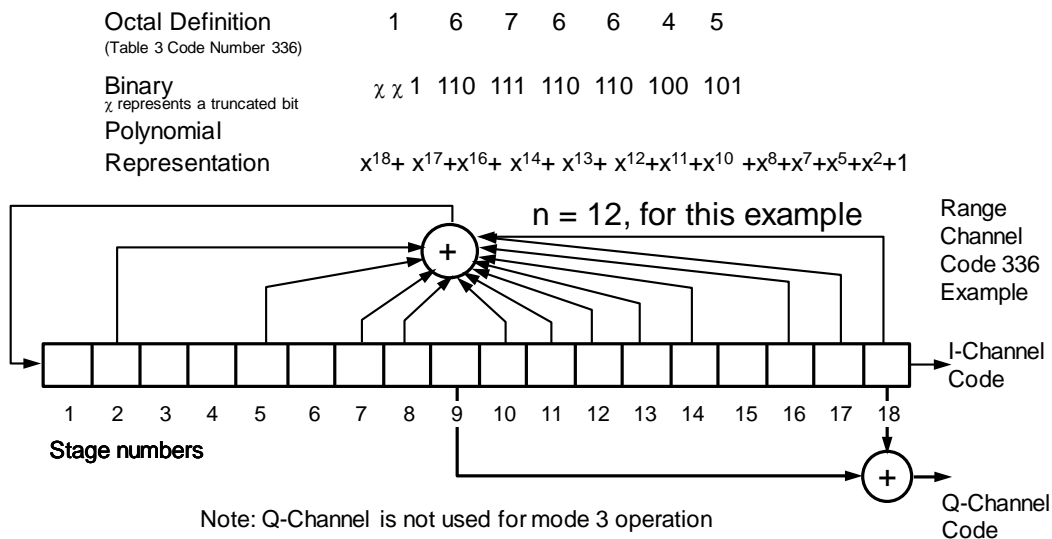 Octal Definition 1 6 7 6 6 4 5
(Table 3 Code Number 336)
Binary χ χ 1 110 111 110 110 100 101
χ represents a truncated bit
Polynomial
Representation x¹⁸+ x¹⁷+x¹⁶+ x¹⁴+ x¹³+ x¹²+x¹¹+x¹⁰ +x⁸+x⁷+x⁵+x²+1
n = 12, for this example
Range
Channel
Code 336
Example
+
I-Channel
Code
1 2 3 4 5 6 7 8 9 10 11 12 13 14 15 16 17 18
Stage numbers
+
Q-Channel
Code
Note: Q-Channel is not used for mode 3 operation